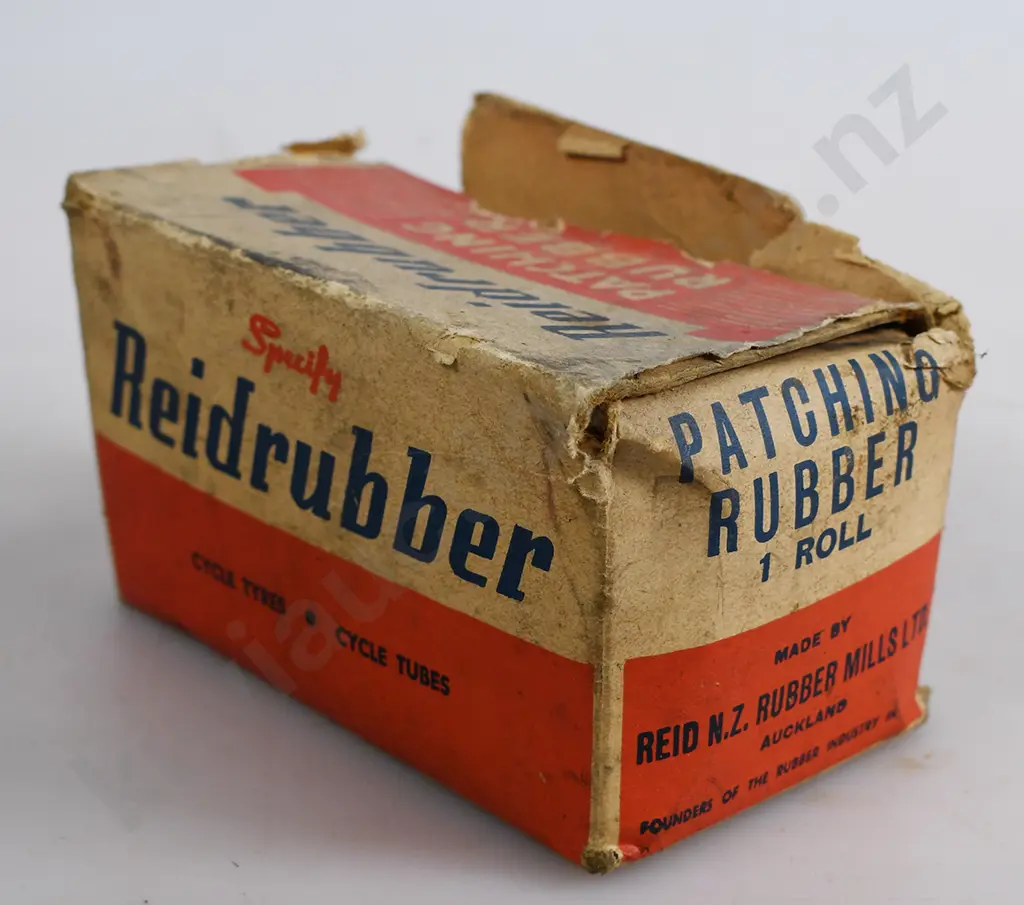 Reidrubber
PATCHING
RUBBER
Specify
Reidrubber
CYCLE TYRES • CYCLE TUBES
PATCHING
RUBBER
1 ROLL
MADE BY
REID N.Z. RUBBER MILLS LTD
AUCKLAND
FOUNDERS OF THE RUBBER INDUSTRY IN
.nz